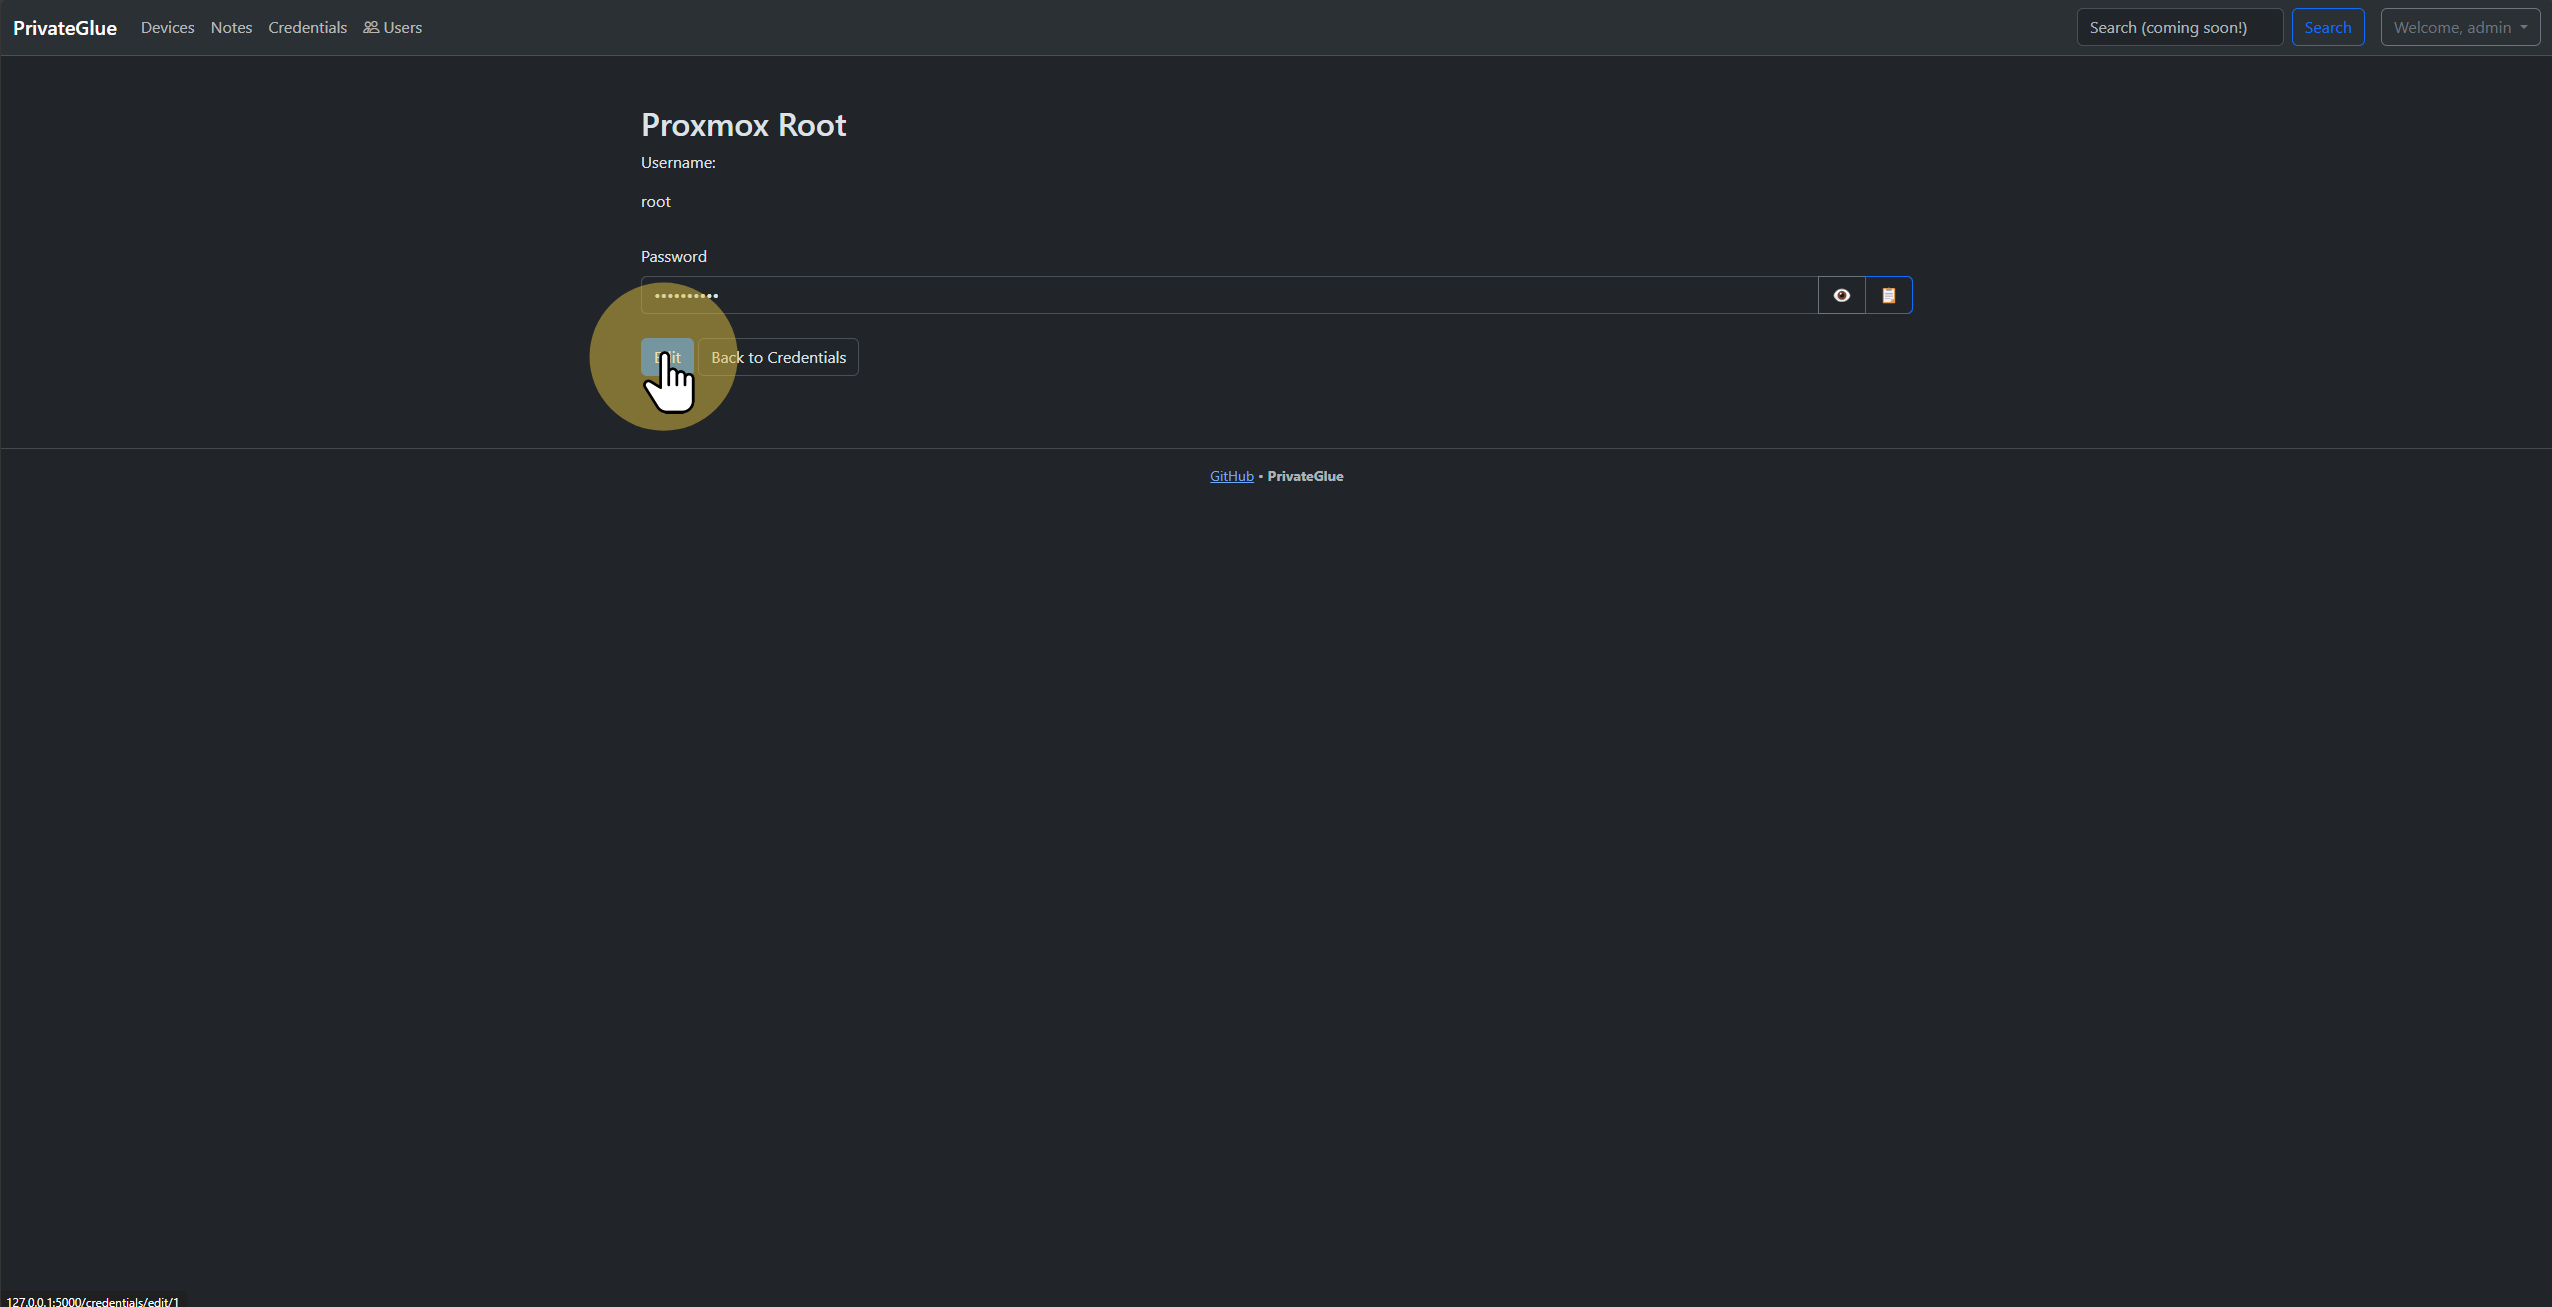 PrivateGlue Devices Notes Credentials Users Search (coming soon!) Search Welcome, admin
Proxmox Root
Username:
root
Password
••••••••••
Edit Back to Credentials
GitHub • PrivateGlue
127.0.0.1:5000/credentials/edit/1